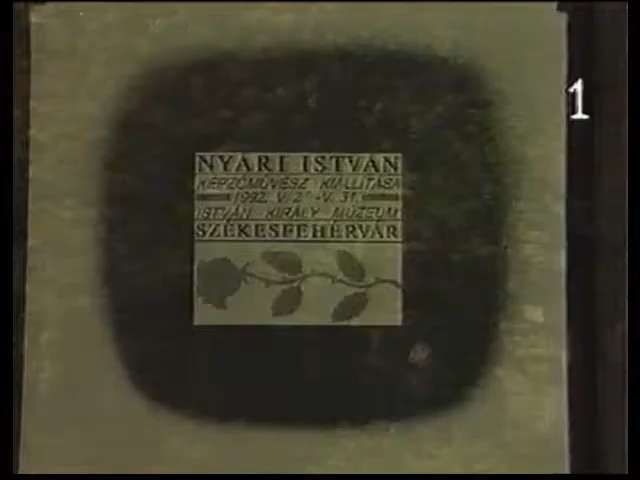 NYÁRI ISTVÁN
KÉPZŐMŰVÉSZ KIÁLLÍTÁSA
1992. V. 2 -V. 31.
ISTVÁN KIRÁLY MÚZEUM
SZÉKESFEHÉRVÁR
1